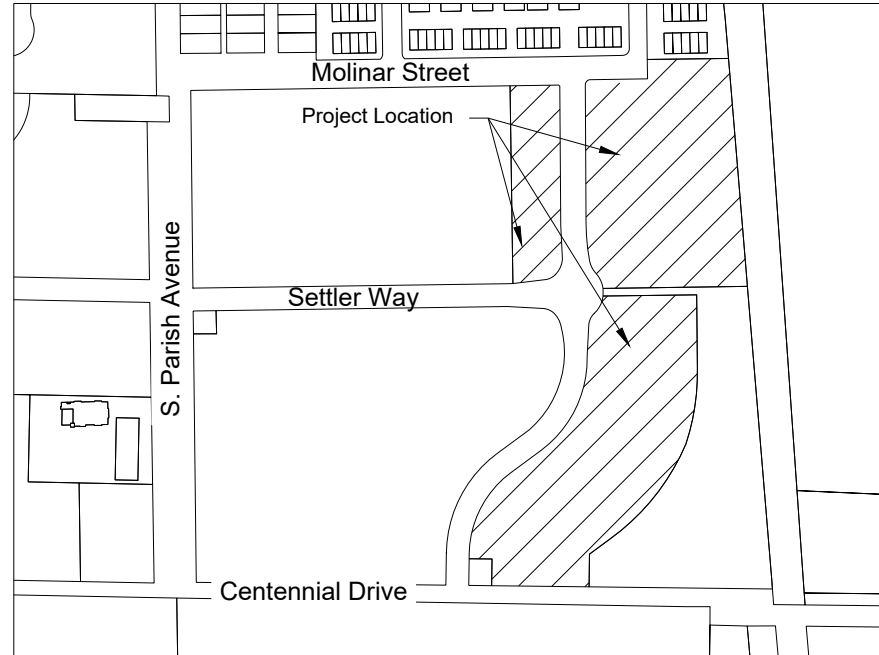 Molinar Street
Project Location
S. Parish Avenue
Settler Way
Centennial Drive